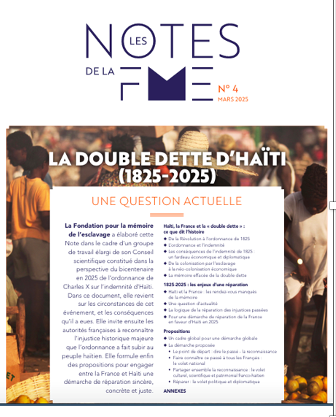 LES
NOTES
DE LA
FME
N° 4
MARS 2025
LA DOUBLE DETTE D'HAÏTI
(1825-2025)
UNE QUESTION ACTUELLE
La Fondation pour la mémoire
de l'esclavage a élaboré cette
Note dans le cadre d'un groupe
de travail élargi de son Conseil
scientifique constitué dans la
perspective du bicentenaire
en 2025 de l'ordonnance de
Charles X sur l'indemnité d'Haïti.
Dans ce document, elle revient
sur les circonstances de cet
événement, et les conséquences
qu'il a eues. Elle invite ensuite les
autorités françaises à reconnaître
l'injustice historique majeure
que l'ordonnance a fait subir au
peuple haïtien. Elle formule enfin
des propositions pour engager
entre la France et Haïti une
démarche de réparation sincère,
concrète et juste.
Haïti, la France et la « double dette » :
ce que dit l'histoire
De la Révolution à l'ordonnance de 1825
L'ordonnance et l'indemnité
Les conséquences de l'indemnité de 1825 :
un fardeau économique et diplomatique
De la colonisation par l'esclavage
à la néo-colonisation économique
La mémoire effacée de la double dette
1825-2025 : les enjeux d'une réparation
Haïti et la France : les rendez-vous manqués
de la mémoire
Une question d'actualité
La logique de la réparation des injustices passées
Pour une démarche de réparation de la France
en faveur d'Haïti en 2025
Propositions
Un cadre global pour une démarche globale
La démarche proposée
Le point de départ : dire le passé - la reconnaissance
Faire connaître ce passé à tous les Français :
le volet national
Partager ensemble la reconnaissance : le volet
culturel, scientifique et patrimonial franco-haïtien
Réparer : le volet politique et diplomatique
ANNEXES